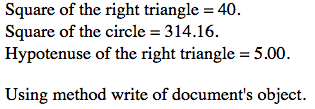 Square of the right triangle = 40.
Square of the circle = 314.16.
Hypotenuse of the right triangle = 5.00.
Using method write of document's object.